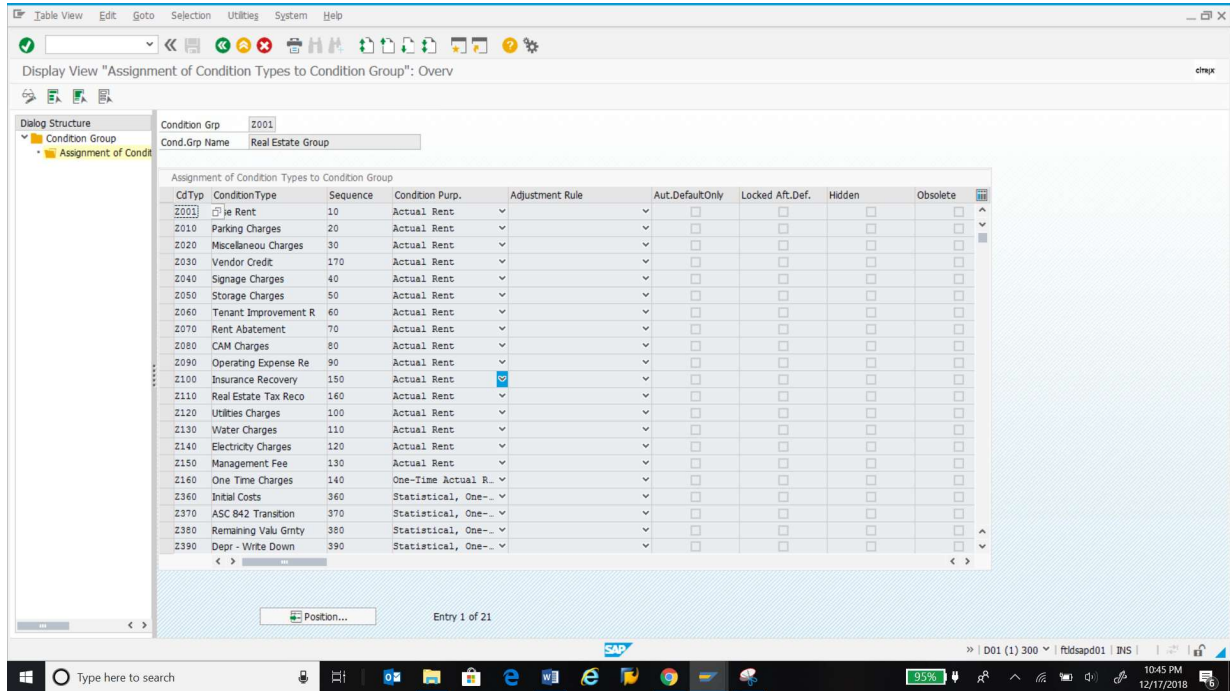 Table View Edit Goto Selection Utilities System Help
Display View "Assignment of Condition Types to Condition Group": Overv
citrix
Dialog Structure
Condition Group
Assignment of Condit
Condition Grp Z001
Cond.Grp Name Real Estate Group
Assignment of Condition Types to Condition Group
CdTyp ConditionType Sequence Condition Purp. Adjustment Rule Aut.DefaultOnly Locked Aft.Def. Hidden Obsolete
Z001 se Rent 10 Actual Rent
Z010 Parking Charges 20 Actual Rent
Z020 Miscellaneou Charges 30 Actual Rent
Z030 Vendor Credit 170 Actual Rent
Z040 Signage Charges 40 Actual Rent
Z050 Storage Charges 50 Actual Rent
Z060 Tenant Improvement R 60 Actual Rent
Z070 Rent Abatement 70 Actual Rent
Z080 CAM Charges 80 Actual Rent
Z090 Operating Expense Re 90 Actual Rent
Z100 Insurance Recovery 150 Actual Rent
Z110 Real Estate Tax Reco 160 Actual Rent
Z120 Utilities Charges 100 Actual Rent
Z130 Water Charges 110 Actual Rent
Z140 Electricity Charges 120 Actual Rent
Z150 Management Fee 130 Actual Rent
Z160 One Time Charges 140 One-Time Actual R…
Z360 Initial Costs 360 Statistical, One-…
Z370 ASC 842 Transition 370 Statistical, One-…
Z380 Remaining Valu Grnty 380 Statistical, One-…
Z390 Depr - Write Down 390 Statistical, One-…
Position... Entry 1 of 21
SAP
D01 (1) 300 ftldsapd01 INS
Type here to search
95%
10:45 PM
12/17/2018